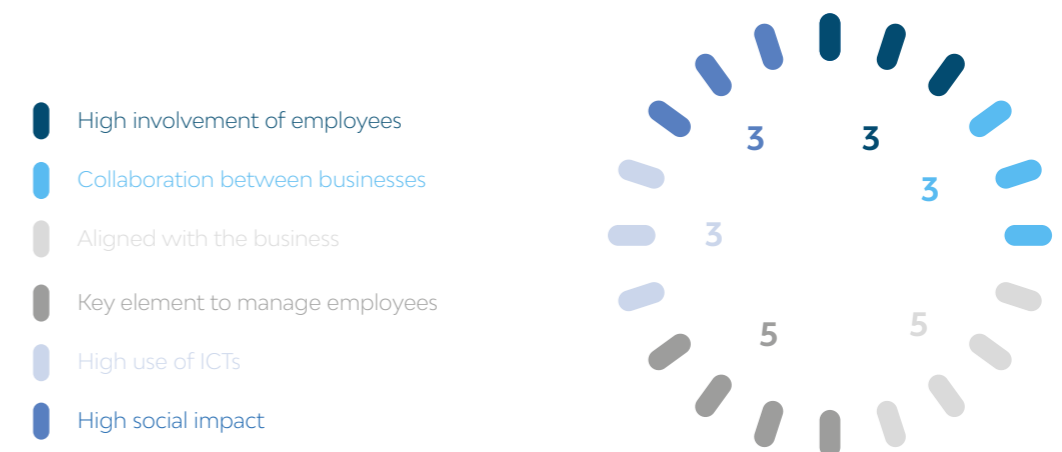 High involvement of employees
Collaboration between businesses
Aligned with the business
Key element to manage employees
High use of ICTs
High social impact
3
3
3
3
5
5